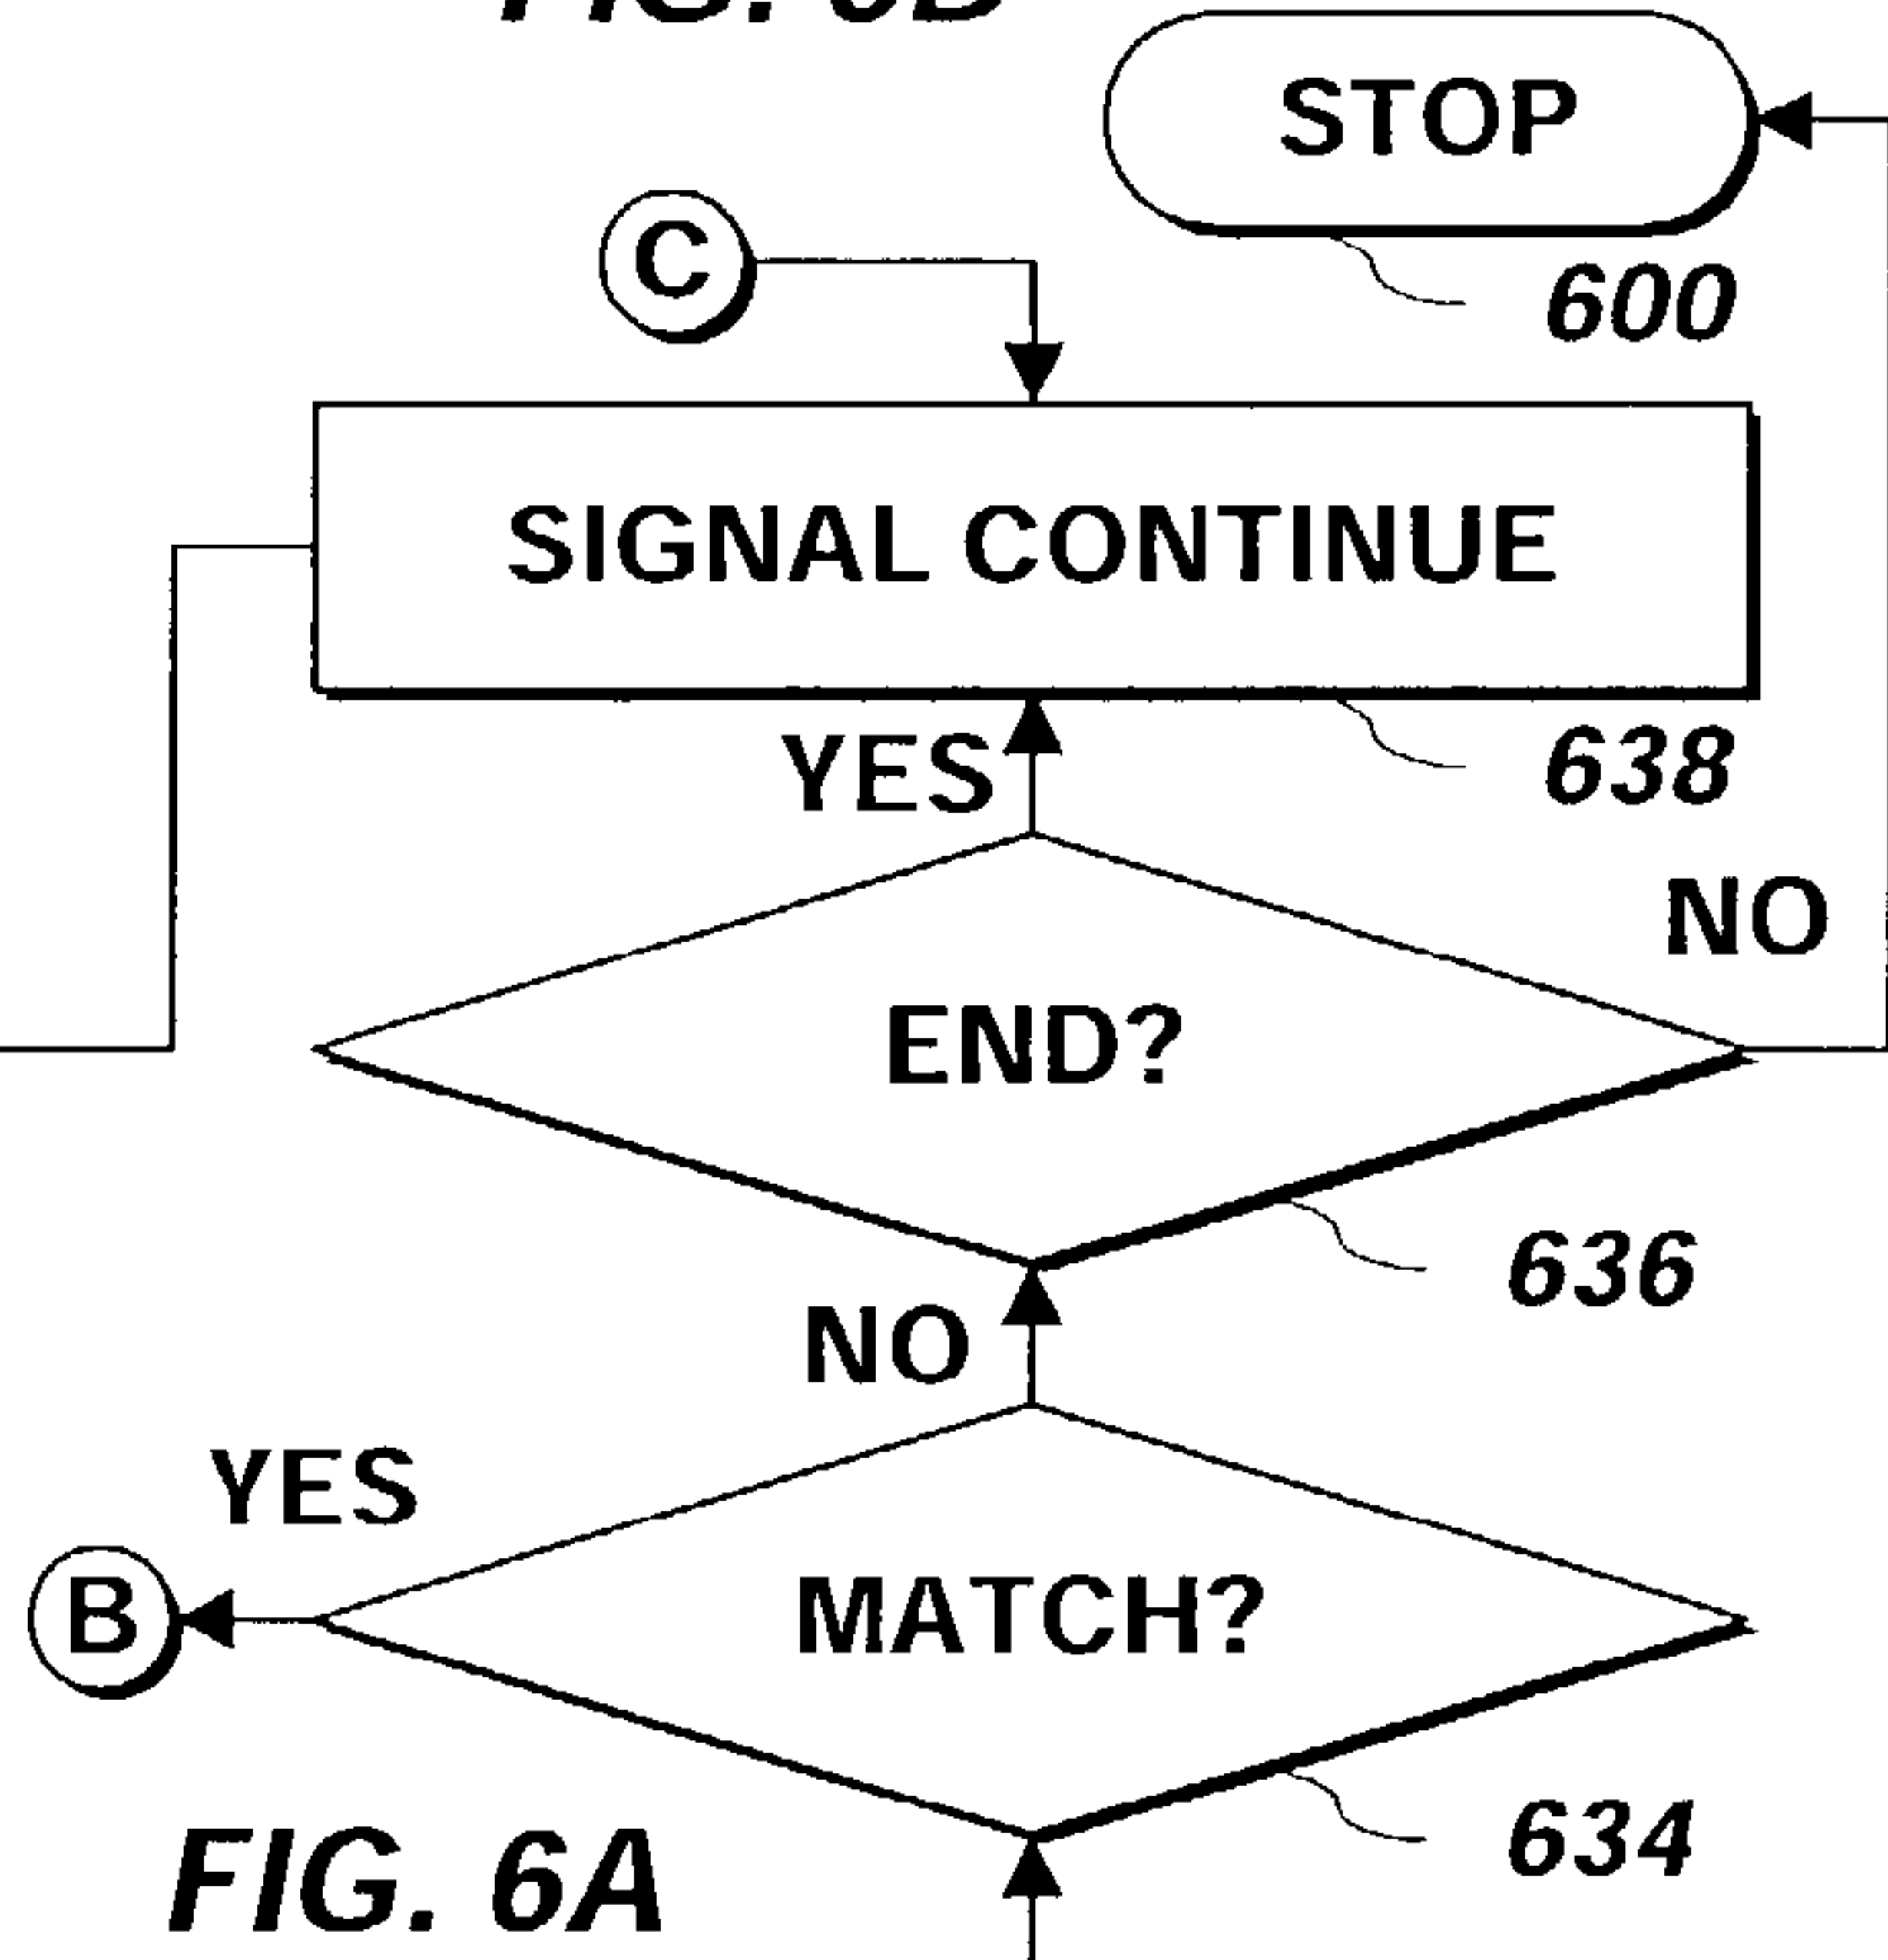 STOP
C
600
SIGNAL CONTINUE
YES
638
NO
END?
636
NO
YES
B
MATCH?
634
FIG. 6A